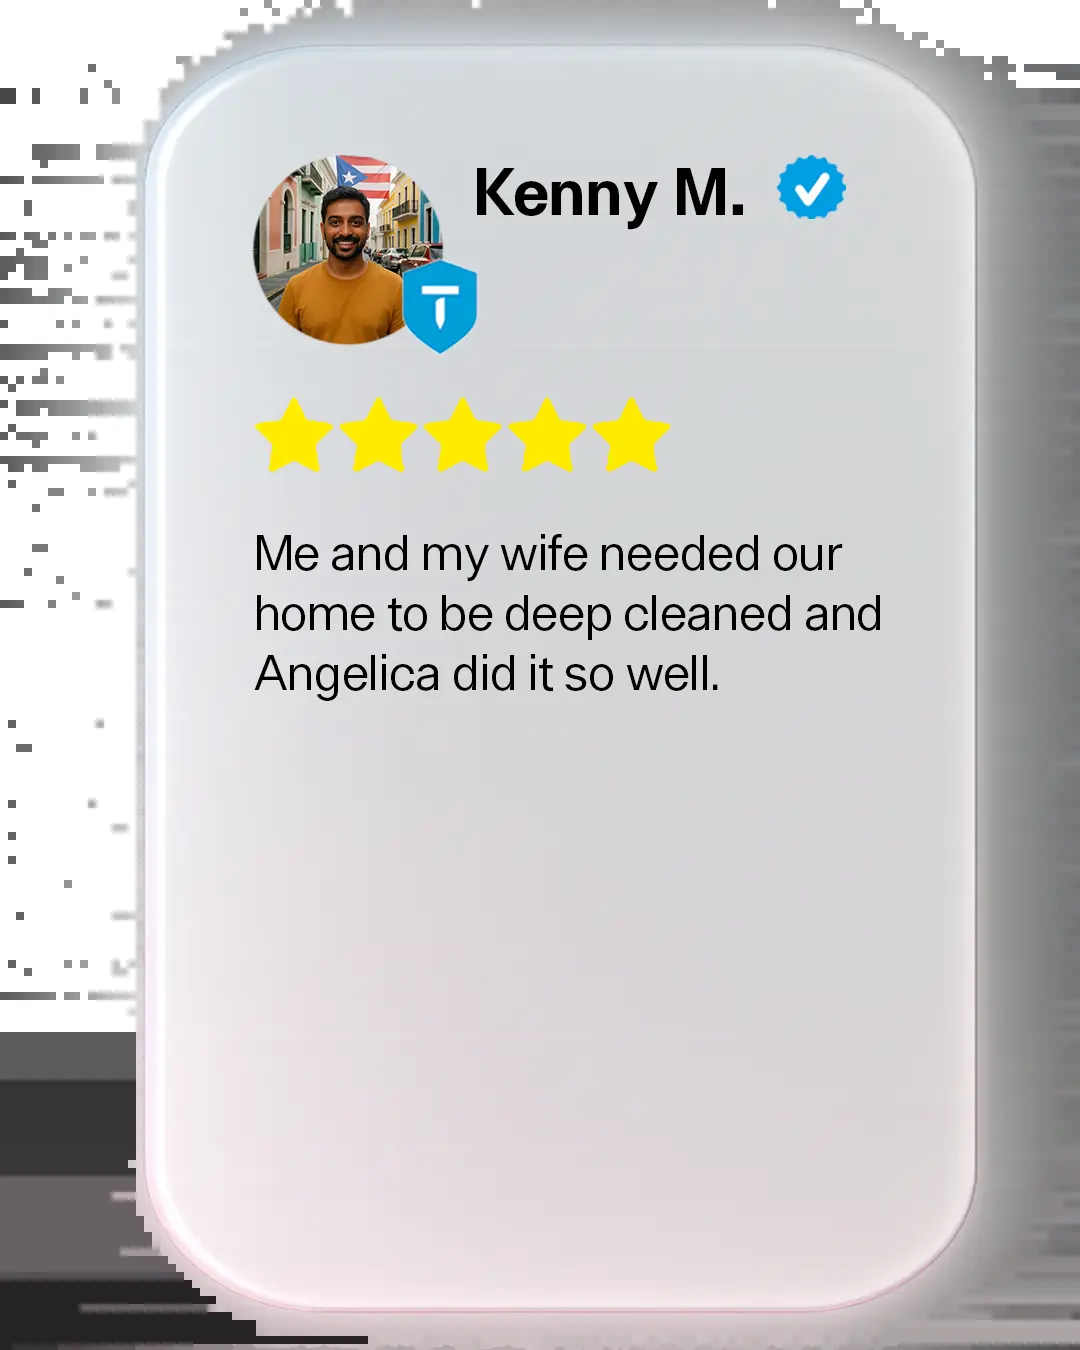 Kenny M.
T
Me and my wife needed our
home to be deep cleaned and
Angelica did it so well.